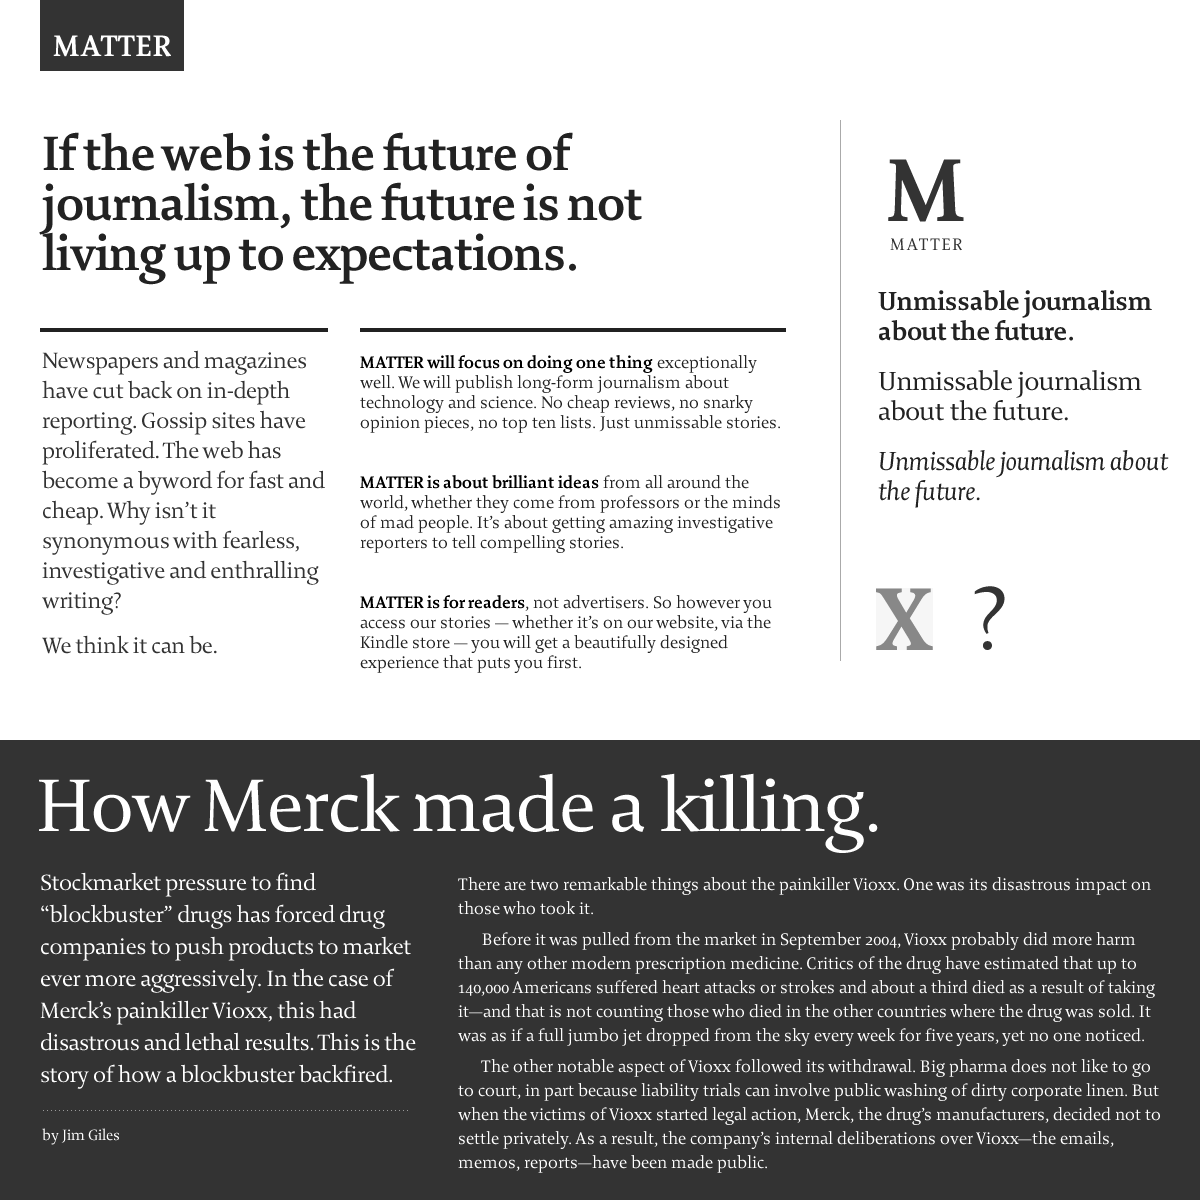 MATTER
If the web is the future of
journalism, the future is not
living up to expectations.
Newspapers and magazines
have cut back on in-depth
reporting. Gossip sites have
proliferated. The web has
become a byword for fast and
cheap. Why isn’t it
synonymous with fearless,
investigative and enthralling
writing?
We think it can be.
MATTER will focus on doing one thing exceptionally
well. We will publish long-form journalism about
technology and science. No cheap reviews, no snarky
opinion pieces, no top ten lists. Just unmissable stories.
MATTER is about brilliant ideas from all around the
world, whether they come from professors or the minds
of mad people. It’s about getting amazing investigative
reporters to tell compelling stories.
MATTER is for readers, not advertisers. So however you
access our stories — whether it’s on our website, via the
Kindle store — you will get a beautifully designed
experience that puts you first.
M
MATTER
Unmissable journalism
about the future.
Unmissable journalism
about the future.
Unmissable journalism about
the future.
X ?
How Merck made a killing.
Stockmarket pressure to find
“blockbuster” drugs has forced drug
companies to push products to market
ever more aggressively. In the case of
Merck’s painkiller Vioxx, this had
disastrous and lethal results. This is the
story of how a blockbuster backfired.
by Jim Giles
There are two remarkable things about the painkiller Vioxx. One was its disastrous impact on
those who took it.
Before it was pulled from the market in September 2004, Vioxx probably did more harm
than any other modern prescription medicine. Critics of the drug have estimated that up to
140,000 Americans suffered heart attacks or strokes and about a third died as a result of taking
it—and that is not counting those who died in the other countries where the drug was sold. It
was as if a full jumbo jet dropped from the sky every week for five years, yet no one noticed.
The other notable aspect of Vioxx followed its withdrawal. Big pharma does not like to go
to court, in part because liability trials can involve public washing of dirty corporate linen. But
when the victims of Vioxx started legal action, Merck, the drug’s manufacturers, decided not to
settle privately. As a result, the company’s internal deliberations over Vioxx—the emails,
memos, reports—have been made public.